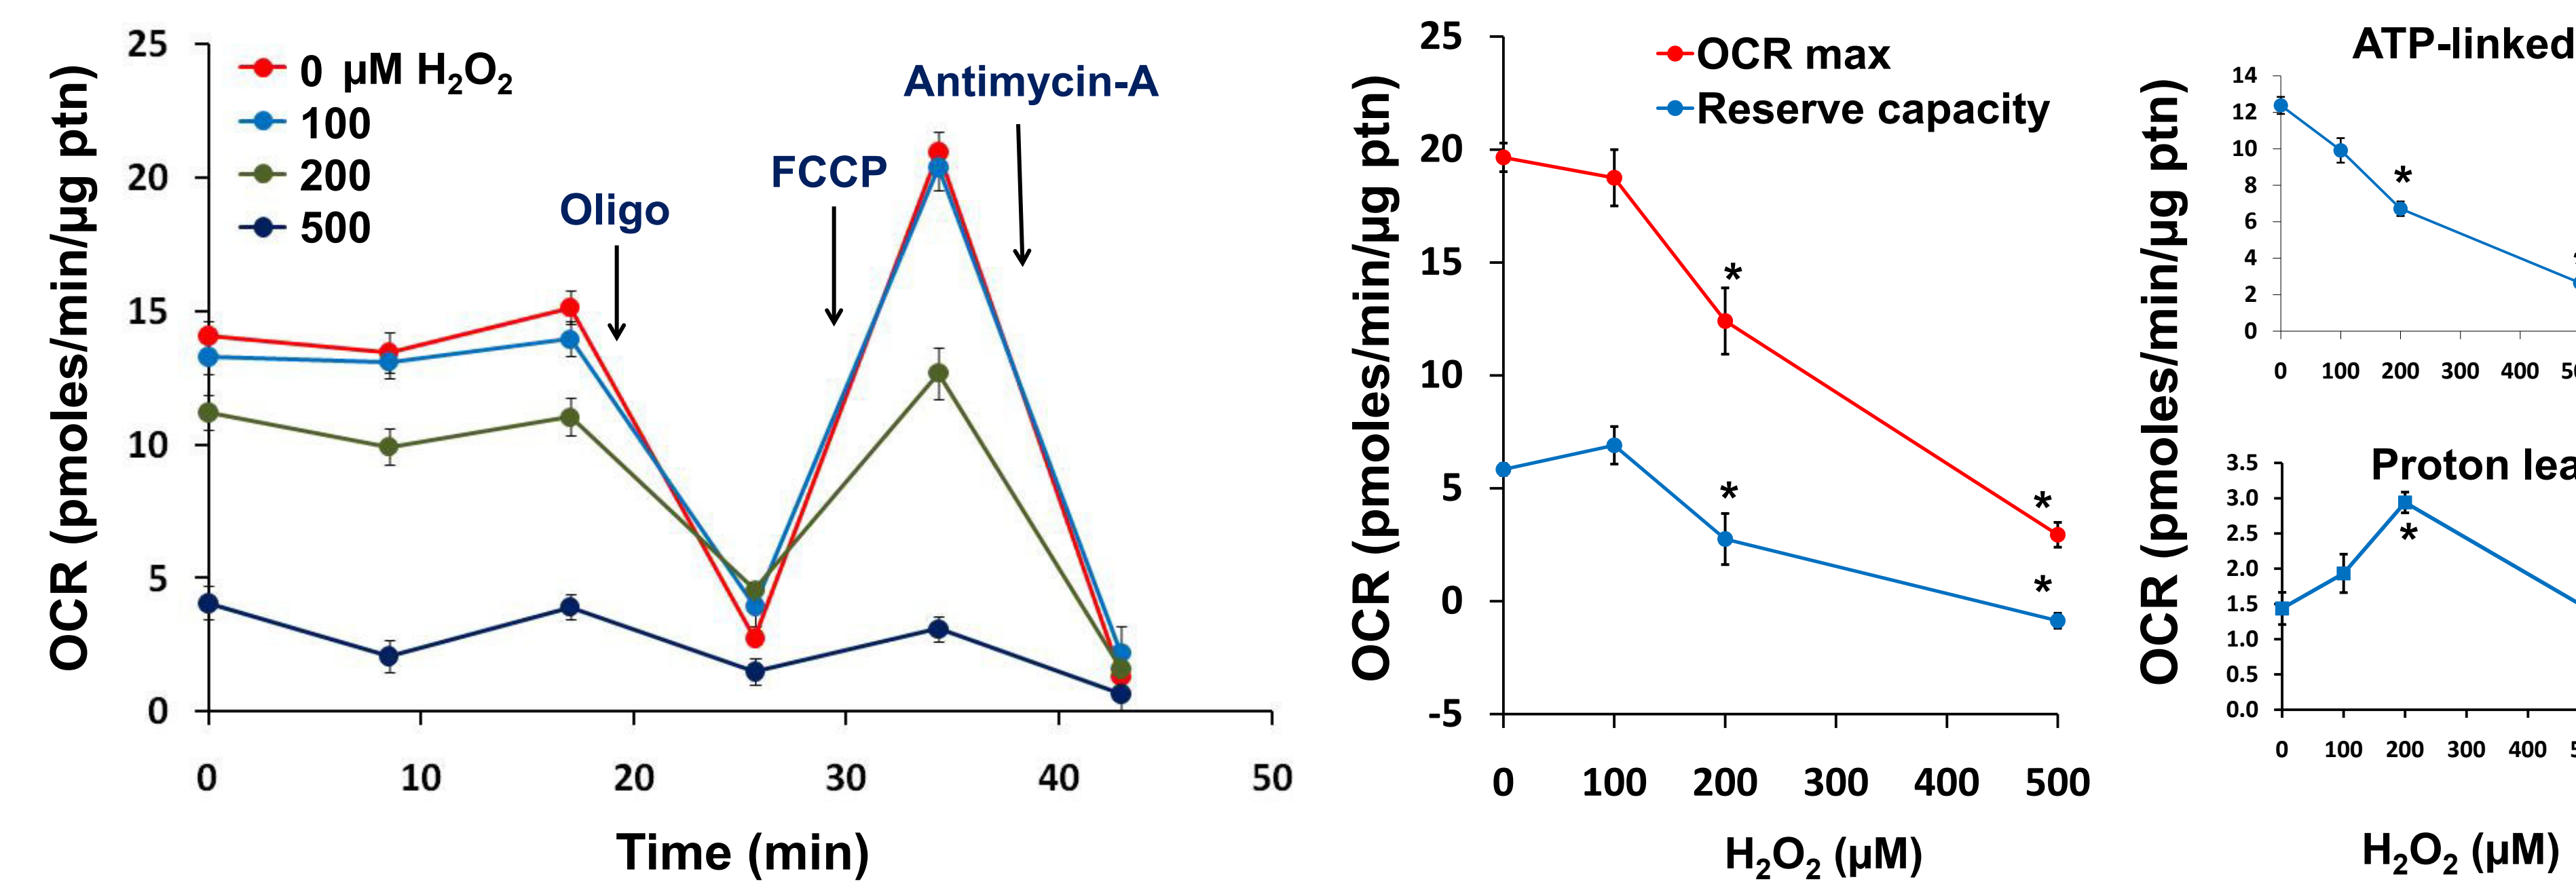 OCR (pmoles/min/µg ptn)
25
20
15
10
5
0
0 µM H₂O₂
100
200
500
Oligo
FCCP
Antimycin-A
0 10 20 30 40 50
Time (min)
OCR (pmoles/min/µg ptn)
25
20
15
10
5
0
-5
OCR max
Reserve capacity
*
*
*
*
0 100 200 300 400 500
H₂O₂ (µM)
OCR (pmoles/min/µg ptn)
ATP-linked
14
12
10
8
6
4
2
0
*
0 100 200 300 400
Proton
3.5
3.0
2.5
2.0
1.5
1.0
0.5
0.0
*
0 100 200 300 400
H₂O₂ (µM)